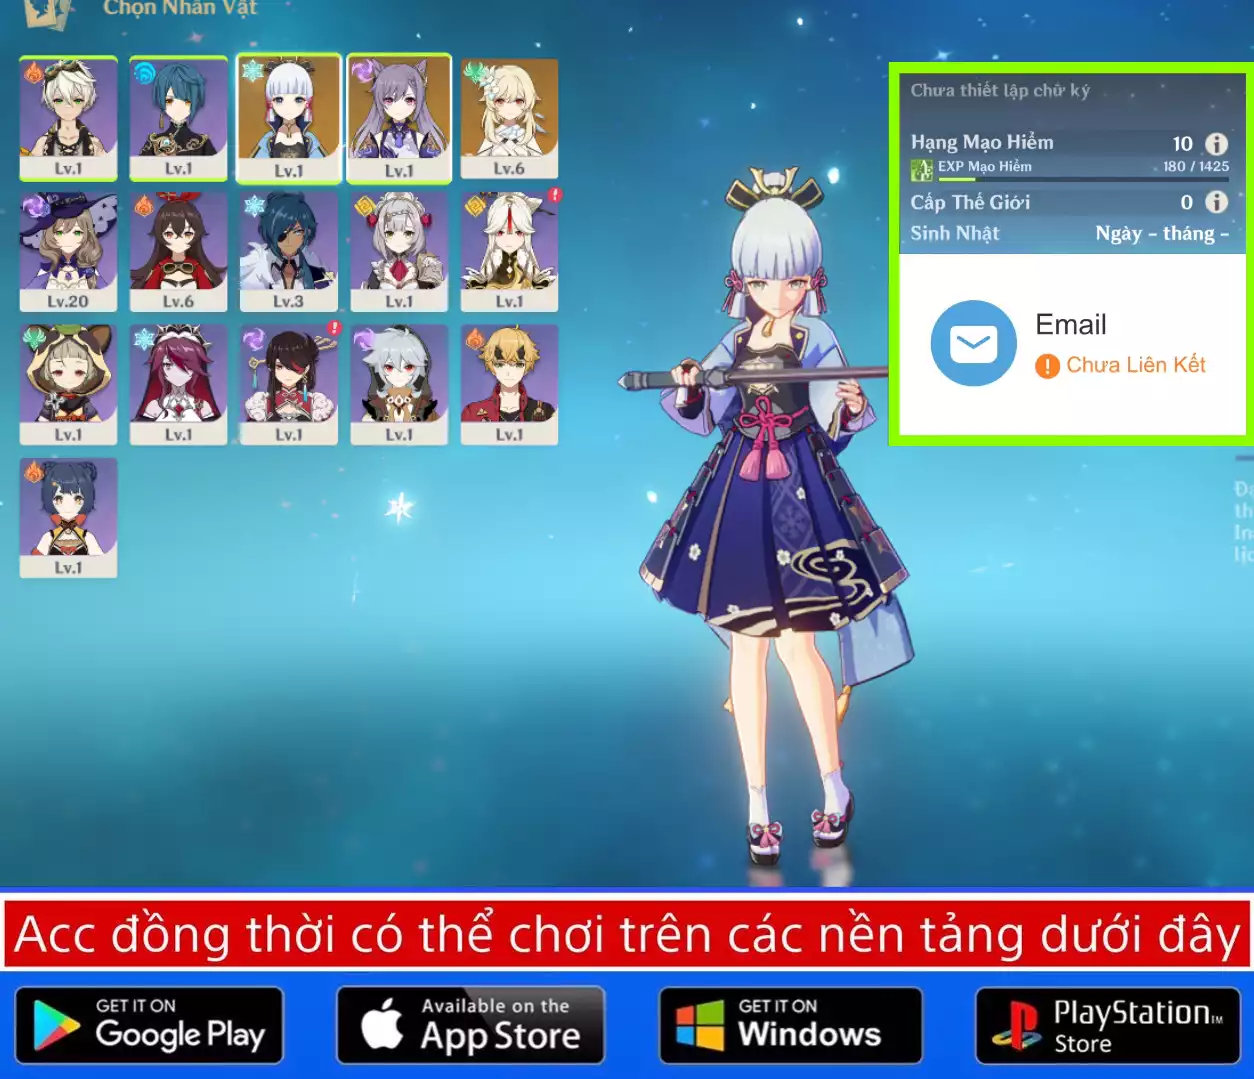 Chọn Nhân Vật
Lv.1
Lv.1
Lv.1
Lv.1
Lv.6
Lv.20
Lv.6
Lv.3
Lv.1
Lv.1
Lv.1
Lv.1
Lv.1
Lv.1
Lv.1
Lv.1
Chưa thiết lập chữ ký
Hạng Mạo Hiểm 10
EXP Mạo Hiểm 180 / 1425
Cấp Thế Giới 0
Sinh Nhật Ngày - tháng -
Email
Chưa Liên Kết
Acc đồng thời có thể chơi trên các nền tảng dưới đây
GET IT ON
Google Play
Available on the
App Store
GET IT ON
Windows
PlayStation™
Store